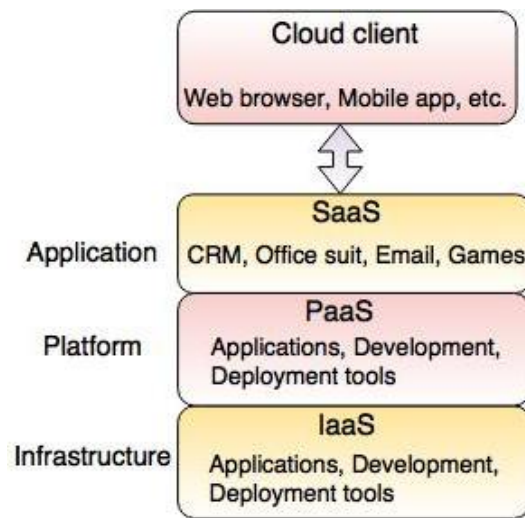 Cloud client
Web browser, Mobile app, etc.
SaaS
Application
CRM, Office suit, Email, Games
PaaS
Platform
Applications, Development,
Deployment tools
IaaS
Infrastructure
Applications, Development,
Deployment tools